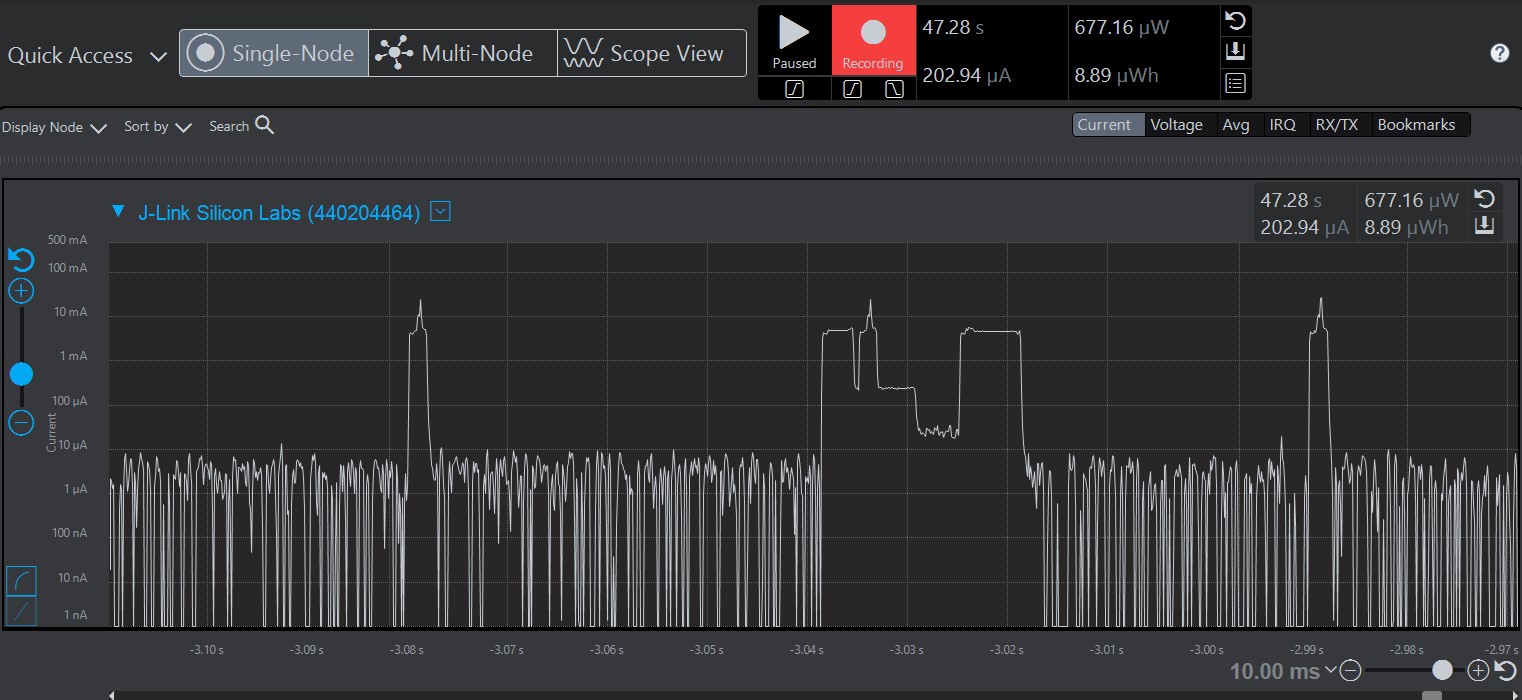 Quick Access
Single-Node
Multi-Node
Scope View
Paused
Recording
47.28 s
202.94 µA
677.16 µW
8.89 µWh
?
Display Node
Sort by
Search
Current
Voltage
Avg
IRQ
RX/TX
Bookmarks
J-Link Silicon Labs (440204464)
47.28 s
677.16 µW
202.94 µA
8.89 µWh
500 mA
100 mA
10 mA
1 mA
100 µA
10 µA
1 µA
100 nA
10 nA
1 nA
Current
-3.10 s
-3.09 s
-3.08 s
-3.07 s
-3.06 s
-3.05 s
-3.04 s
-3.03 s
-3.02 s
-3.01 s
-3.00 s
-2.99 s
-2.98 s
-2.97 s
10.00 ms